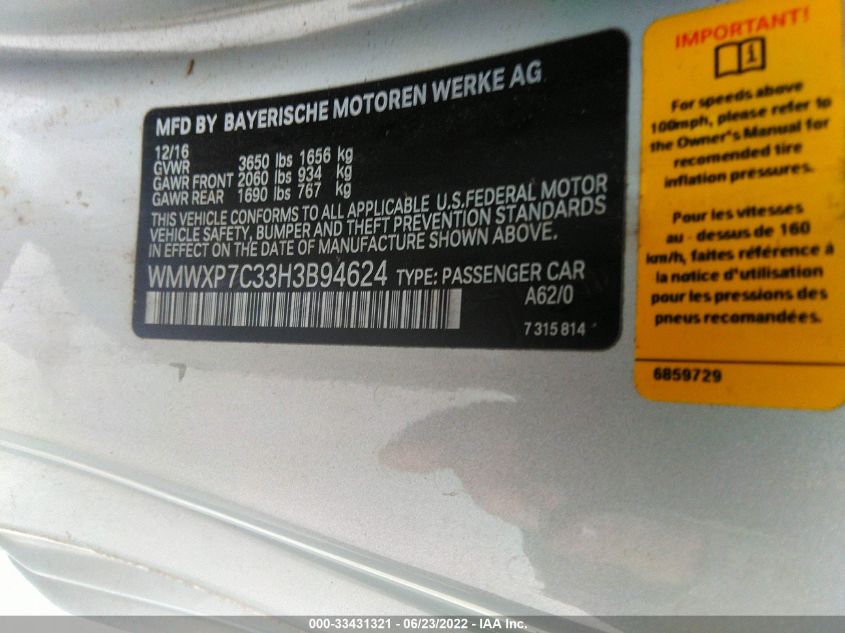 MFD BY BAYERISCHE MOTOREN WERKE AG
12/16
GVWR 3650 lbs 1656 kg
GAWR FRONT 2060 lbs 934 kg
GAWR REAR 1690 lbs 767 kg
THIS VEHICLE CONFORMS TO ALL APPLICABLE U.S.FEDERAL MOTOR
VEHICLE SAFETY, BUMPER AND THEFT PREVENTION STANDARDS
IN EFFECT ON THE DATE OF MANUFACTURE SHOWN ABOVE.
WMWXP7C33H3B94624 TYPE: PASSENGER CAR
A62/0
7 315 814
IMPORTANT!
For speeds above
100mph, please refer to
the Owner's Manual for
recomended tire
inflation pressures.
Pour les vitesses
au - dessus de 160
km/h, faites référence à
la notice d'utilisation
pour les pressions des
pneus recomandées.
6859729
000-33431321 - 06/23/2022 - IAA Inc.